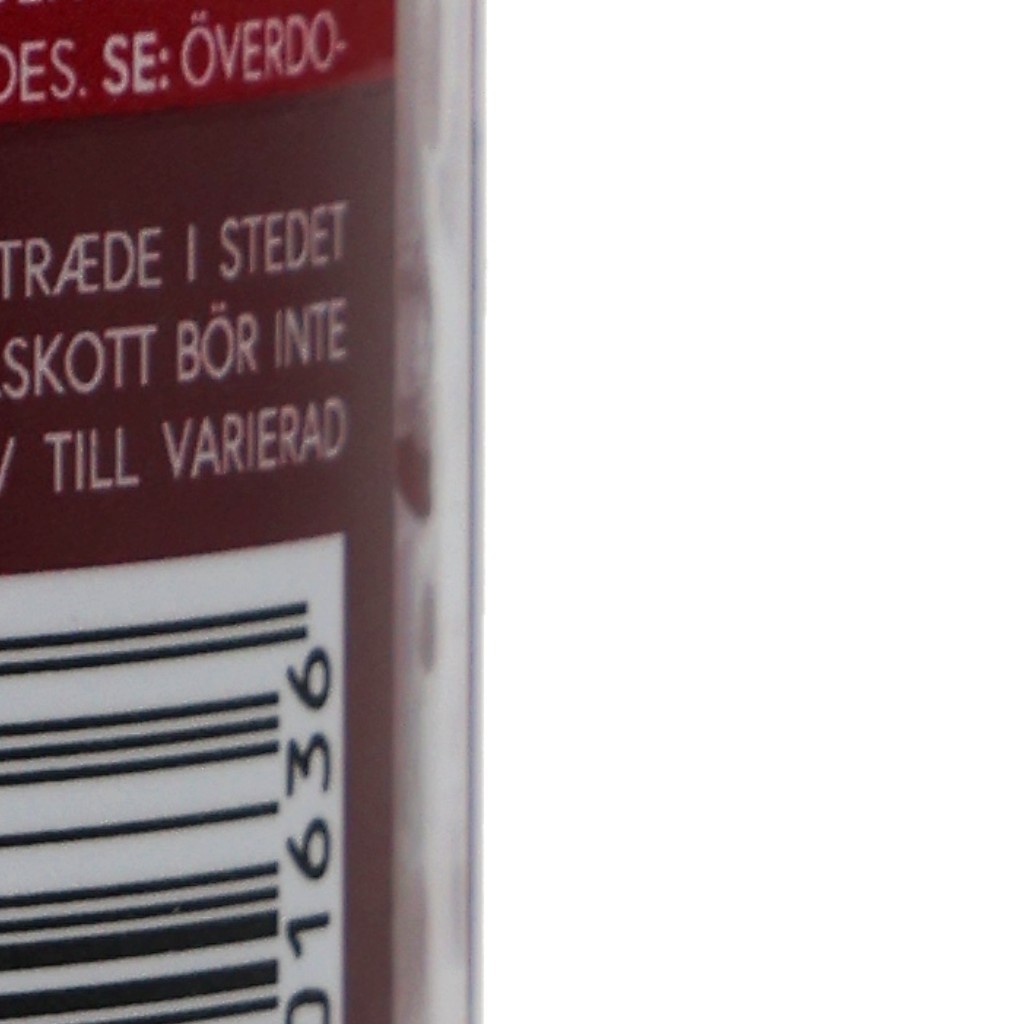 DES. SE: ÖVERDO-
TRÆDE I STEDET
SKOTT BÖR INTE
TILL VARIERAD
01636